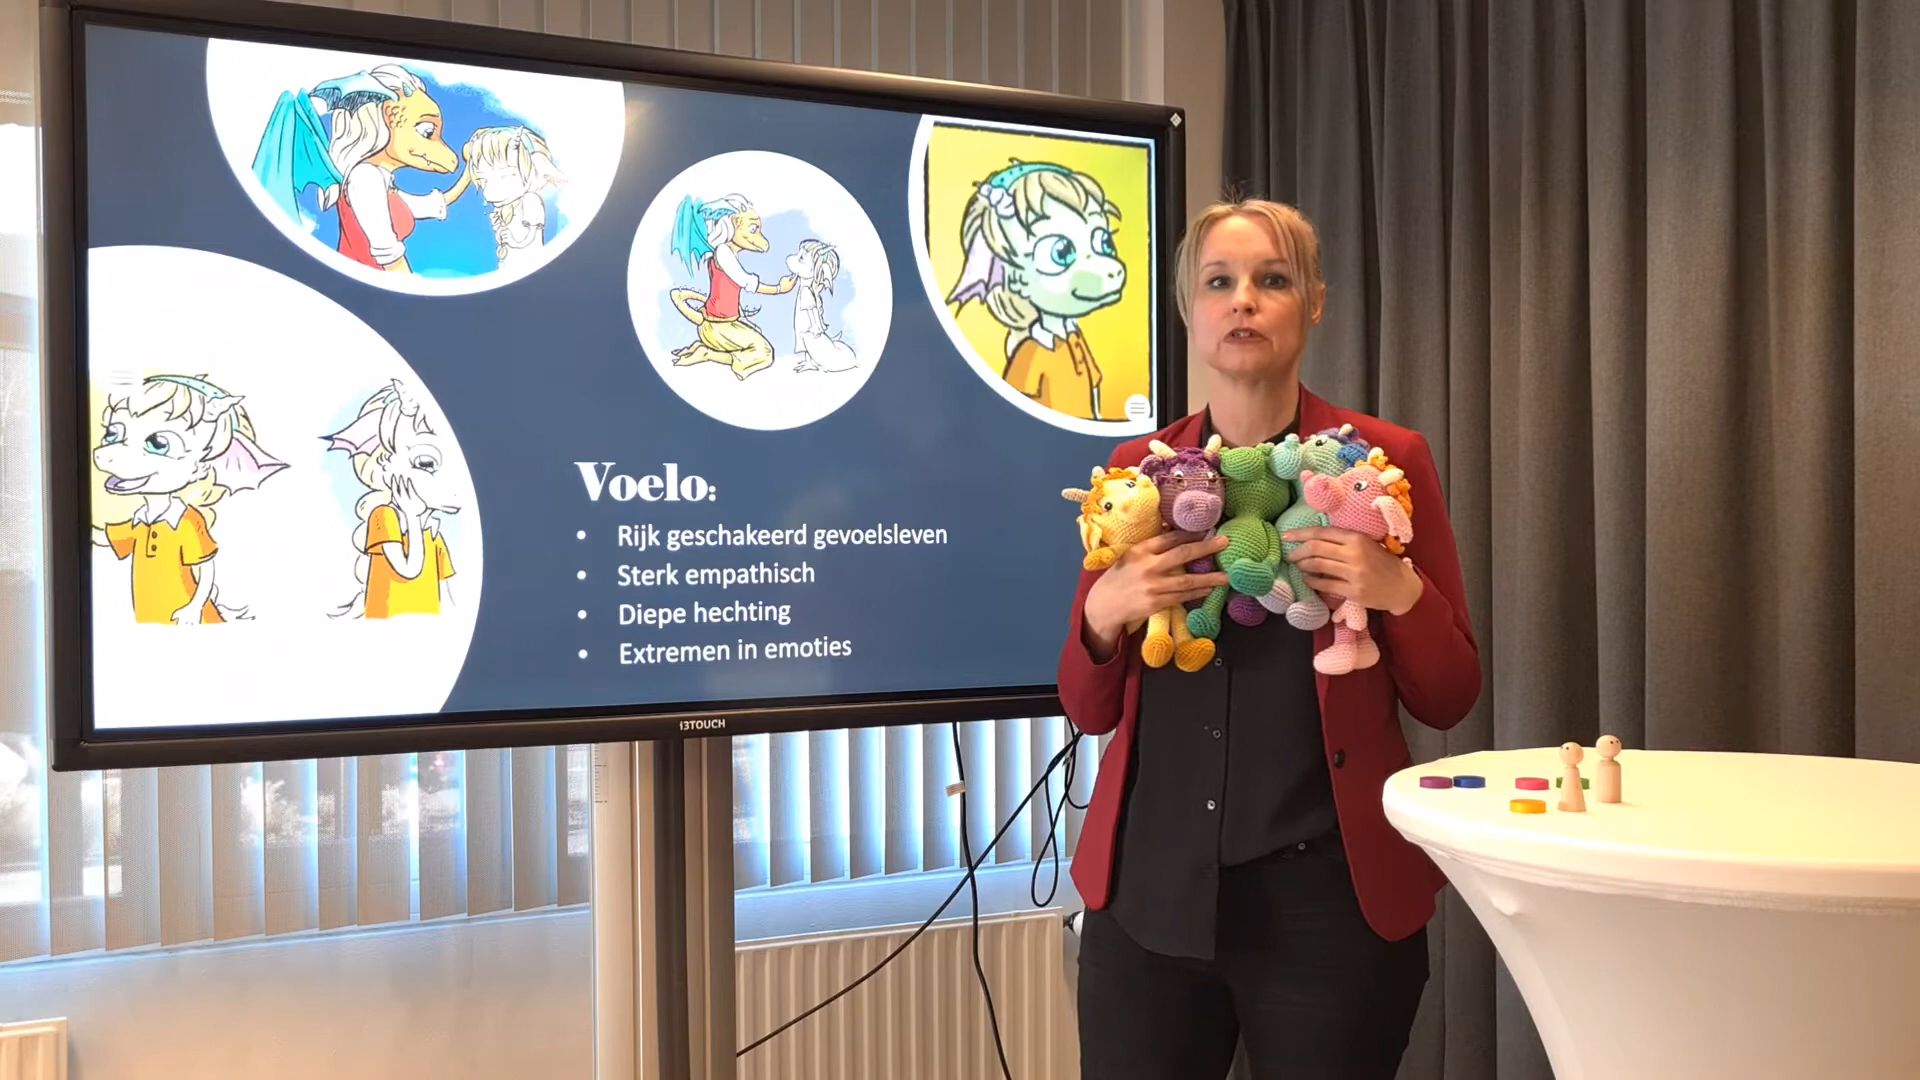 Voelo:
• Rijk geschakeerd gevoelsleven
• Sterk empathisch
• Diepe hechting
• Extremen in emoties
i3TOUCH